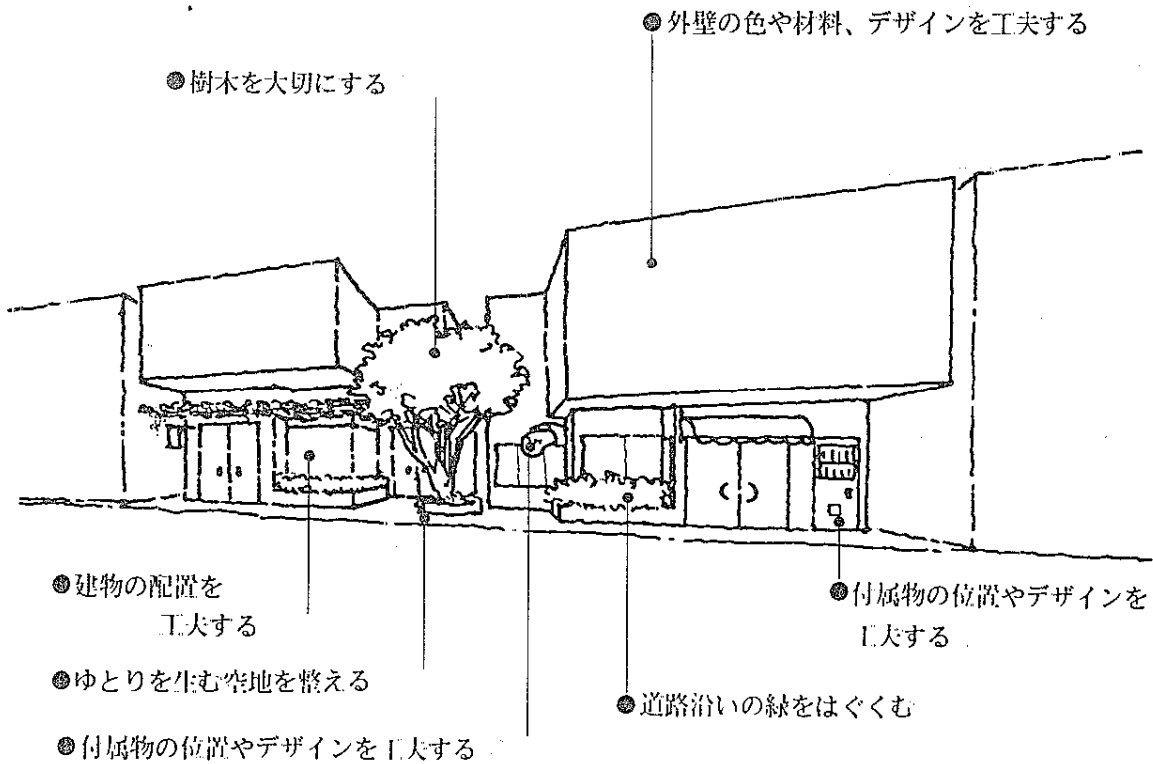 ●外壁の色や材料、デザインを工夫する
●樹木を大切にする
●建物の配置を
工夫する
●付属物の位置やデザインを
工夫する
●ゆとりを生む空地を整える
●道路沿いの緑をはぐくむ
●付属物の位置やデザインを工夫する